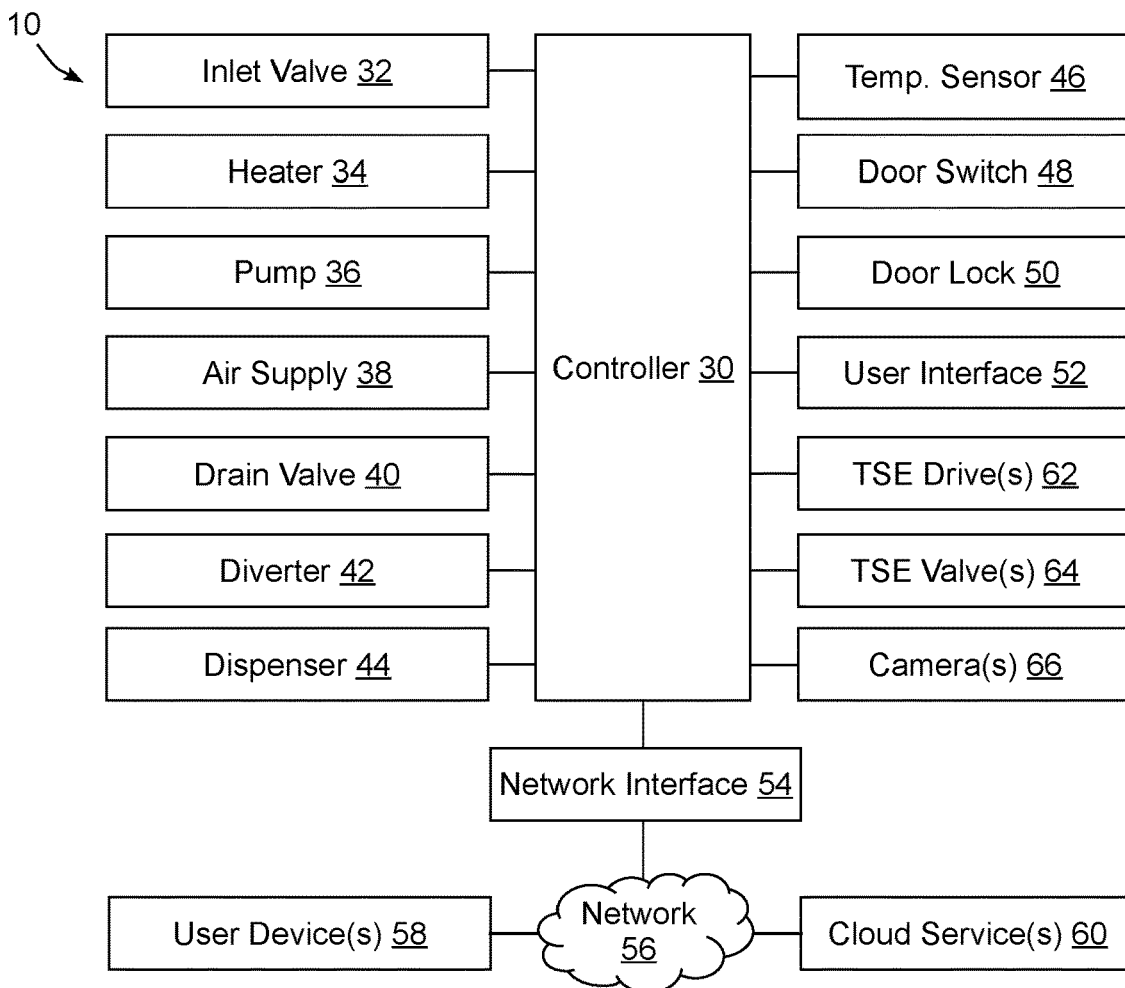 10
Inlet Valve 32
Heater 34
Pump 36
Air Supply 38
Drain Valve 40
Diverter 42
Dispenser 44
Controller 30
Temp. Sensor 46
Door Switch 48
Door Lock 50
User Interface 52
TSE Drive(s) 62
TSE Valve(s) 64
Camera(s) 66
Network Interface 54
User Device(s) 58
Network
56
Cloud Service(s) 60